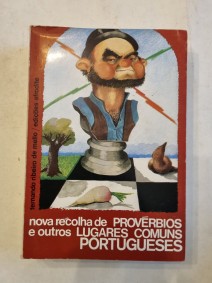 fernando ribeiro de mello / edições afrodite
nova recolha de PROVÉRBIOS
e outros LUGARES COMUNS
PORTUGUESES